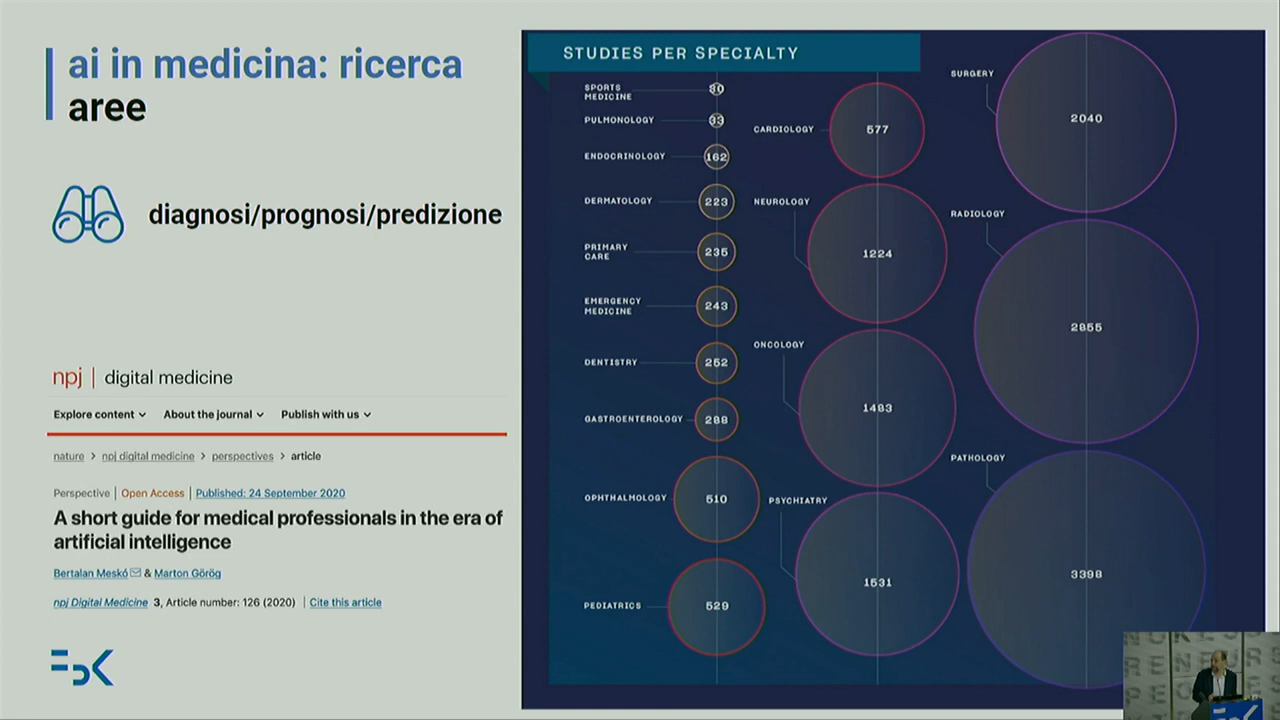 ai in medicina: ricerca
aree
diagnosi/prognosi/predizione
npj | digital medicine
Explore content
About the journal
Publish with us
nature > npj digital medicine > perspectives > article
Perspective | Open Access | Published: 24 September 2020
A short guide for medical professionals in the era of
artificial intelligence
Bertalan Meskó & Marton Görög
npj Digital Medicine 3, Article number: 126 (2020) | Cite this article
FBK
STUDIES PER SPECIALTY
SPORTS
MEDICINE
30
PULMONOLOGY
33
ENDOCRINOLOGY
162
DERMATOLOGY
223
PRIMARY
CARE
235
EMERGENCY
MEDICINE
243
DENTISTRY
252
GASTROENTEROLOGY
288
OPHTHALMOLOGY
510
PEDIATRICS
529
CARDIOLOGY
577
NEUROLOGY
1224
ONCOLOGY
1483
PSYCHIATRY
1531
SURGERY
2040
RADIOLOGY
2855
PATHOLOGY
3398
FBK